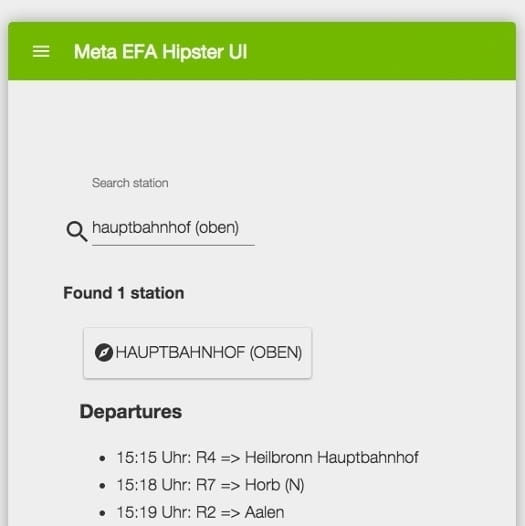 Meta EFA Hipster UI
Search station
hauptbahnhof (oben)
Found 1 station
HAUPTBAHNHOF (OBEN)
Departures
• 15:15 Uhr: R4 => Heilbronn Hauptbahnhof
• 15:18 Uhr: R7 => Horb (N)
• 15:19 Uhr: R2 => Aalen